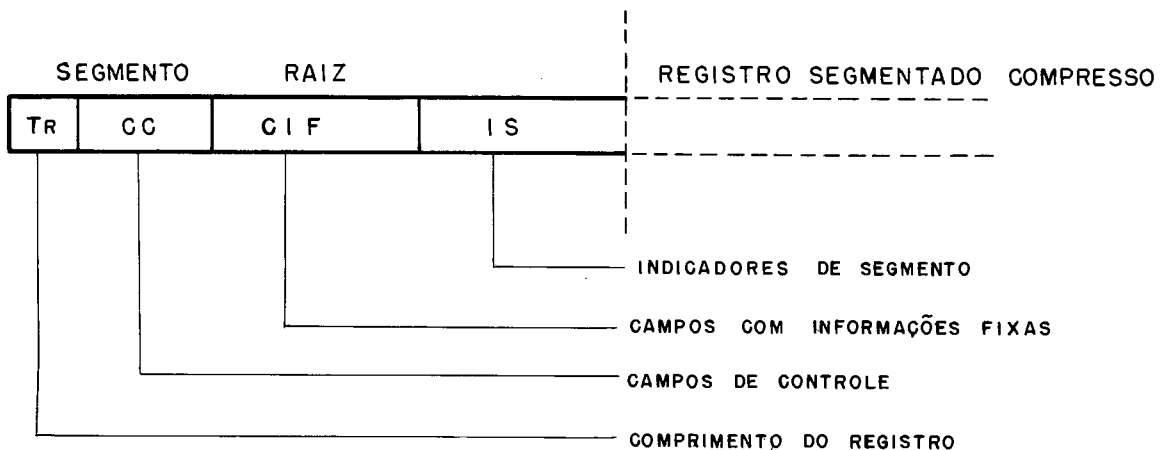 SEGMENTO RAIZ
REGISTRO SEGMENTADO COMPRESSO
TR CC CIF IS
INDICADORES DE SEGMENTO
CAMPOS COM INFORMAÇÕES FIXAS
CAMPOS DE CONTROLE
COMPRIMENTO DO REGISTRO